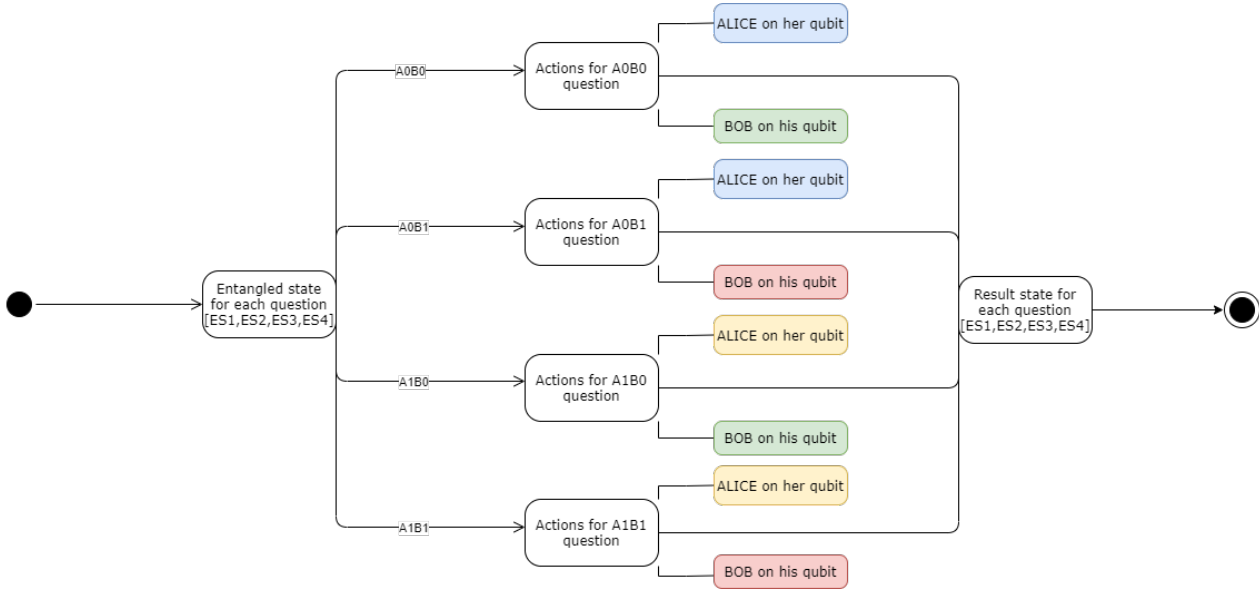 ALICE on her qubit
A0B0
Actions for A0B0
question
BOB on his qubit
ALICE on her qubit
A0B1
Actions for A0B1
question
BOB on his qubit
Entangled state
for each question
[ES1,ES2,ES3,ES4]
Result state for
each question
[ES1,ES2,ES3,ES4]
ALICE on her qubit
A1B0
Actions for A1B0
question
BOB on his qubit
ALICE on her qubit
A1B1
Actions for A1B1
question
BOB on his qubit